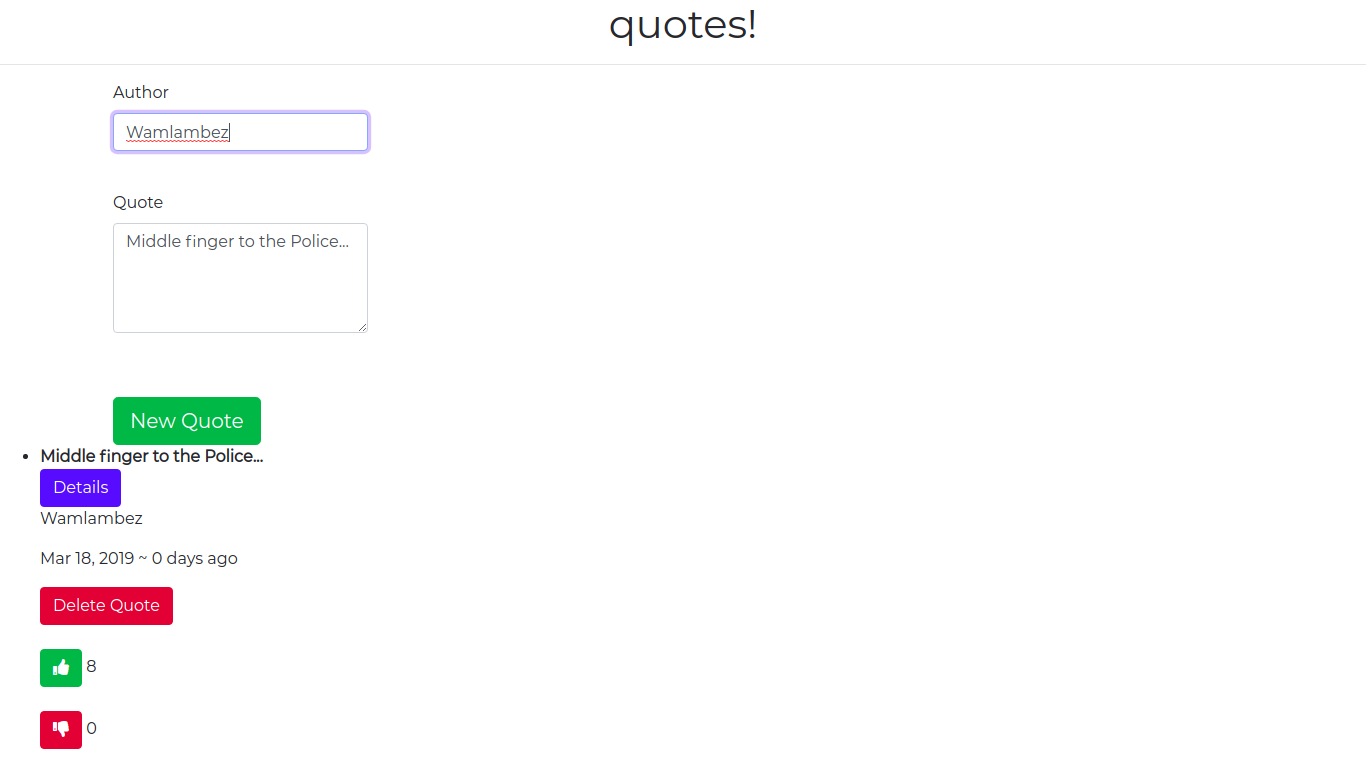 quotes!
Author
Wamlambez
Quote
Middle finger to the Police...
New Quote
Middle finger to the Police...
Details
Wamlambez
Mar 18, 2019 ~ 0 days ago
Delete Quote
8
0